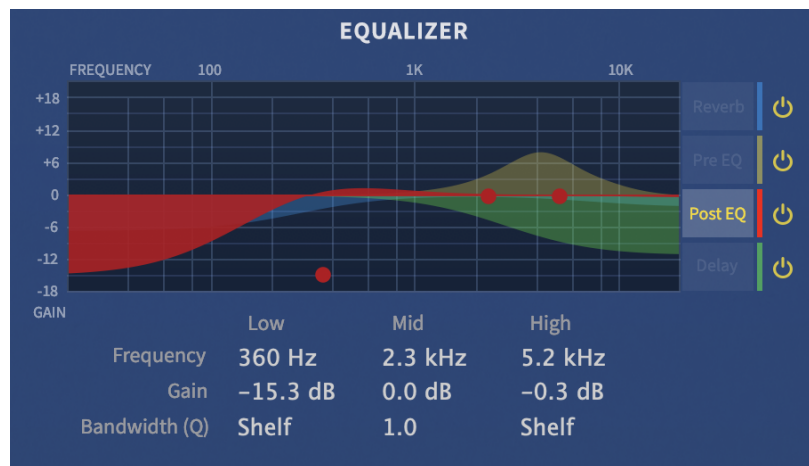 EQUALIZER
FREQUENCY 100 1K 10K
+18
+12
+6
0
-6
-12
-18
GAIN
Reverb
Pre EQ
Post EQ
Delay
Low Mid High
Frequency 360 Hz 2.3 kHz 5.2 kHz
Gain −15.3 dB 0.0 dB −0.3 dB
Bandwidth (Q) Shelf 1.0 Shelf